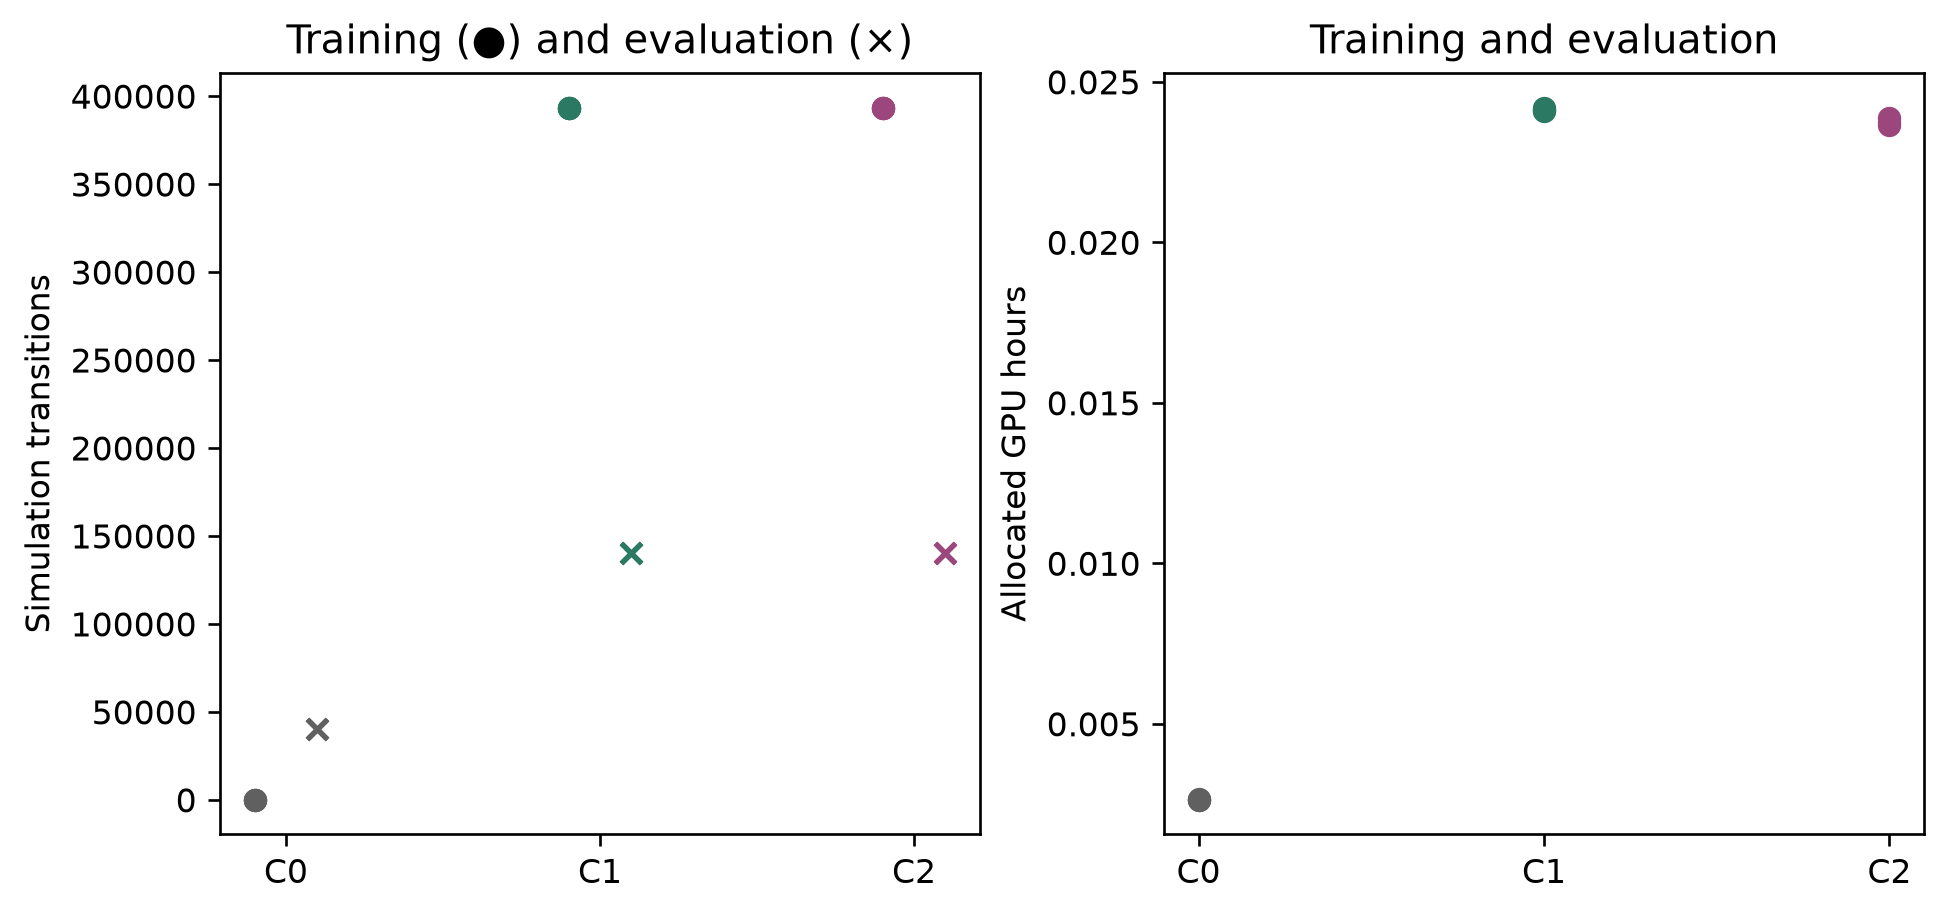 Training (●) and evaluation (×)
Simulation transitions
400000
350000
300000
250000
200000
150000
100000
50000
0
C0 C1 C2
Training and evaluation
Allocated GPU hours
0.025
0.020
0.015
0.010
0.005
C0 C1 C2